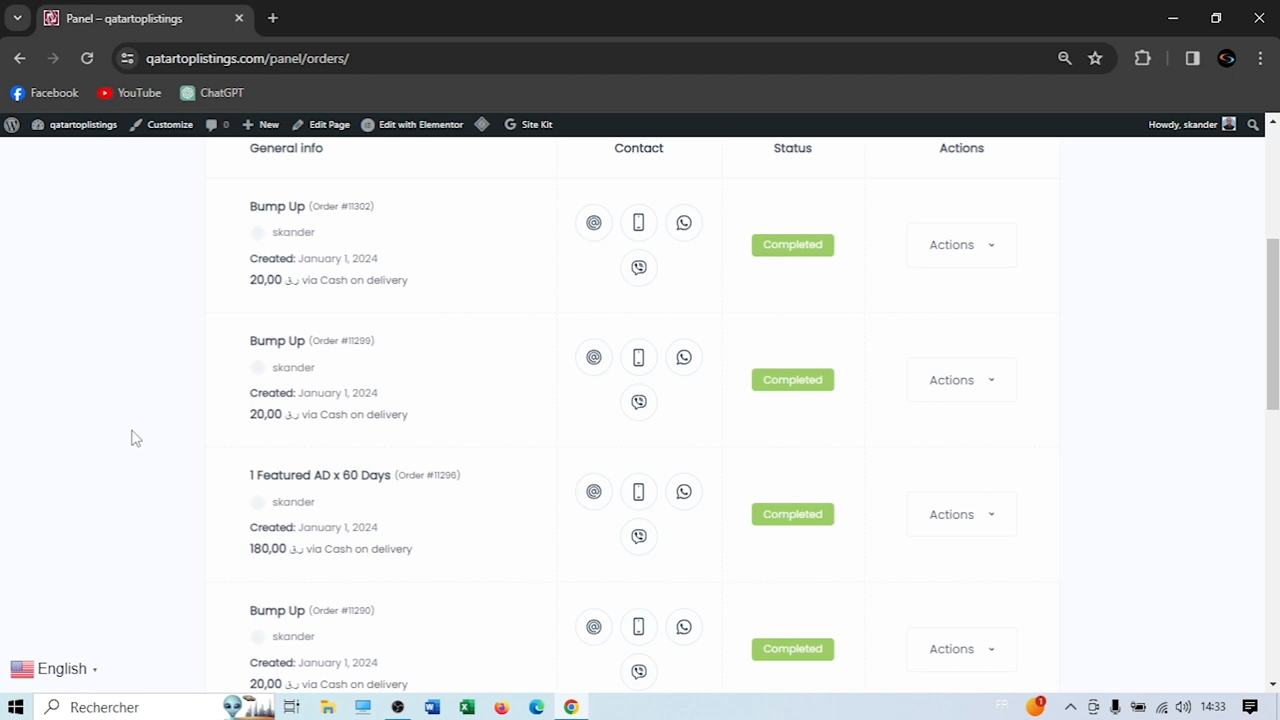 Panel – qatartoplistings
qatartoplistings.com/panel/orders/
Facebook YouTube ChatGPT
qatartoplistings Customize 0 New Edit Page Edit with Elementor Site Kit Howdy, skander
General info Contact Status Actions
Bump Up (Order #11302)
skander
Created: January 1, 2024
20,00 ر.ق via Cash on delivery
Completed
Actions
Bump Up (Order #11299)
skander
Created: January 1, 2024
20,00 ر.ق via Cash on delivery
Completed
Actions
1 Featured AD x 60 Days (Order #11296)
skander
Created: January 1, 2024
180,00 ر.ق via Cash on delivery
Completed
Actions
Bump Up (Order #11290)
skander
Created: January 1, 2024
20,00 ر.ق via Cash on delivery
Completed
Actions
English
Rechercher
FR
1
14:33